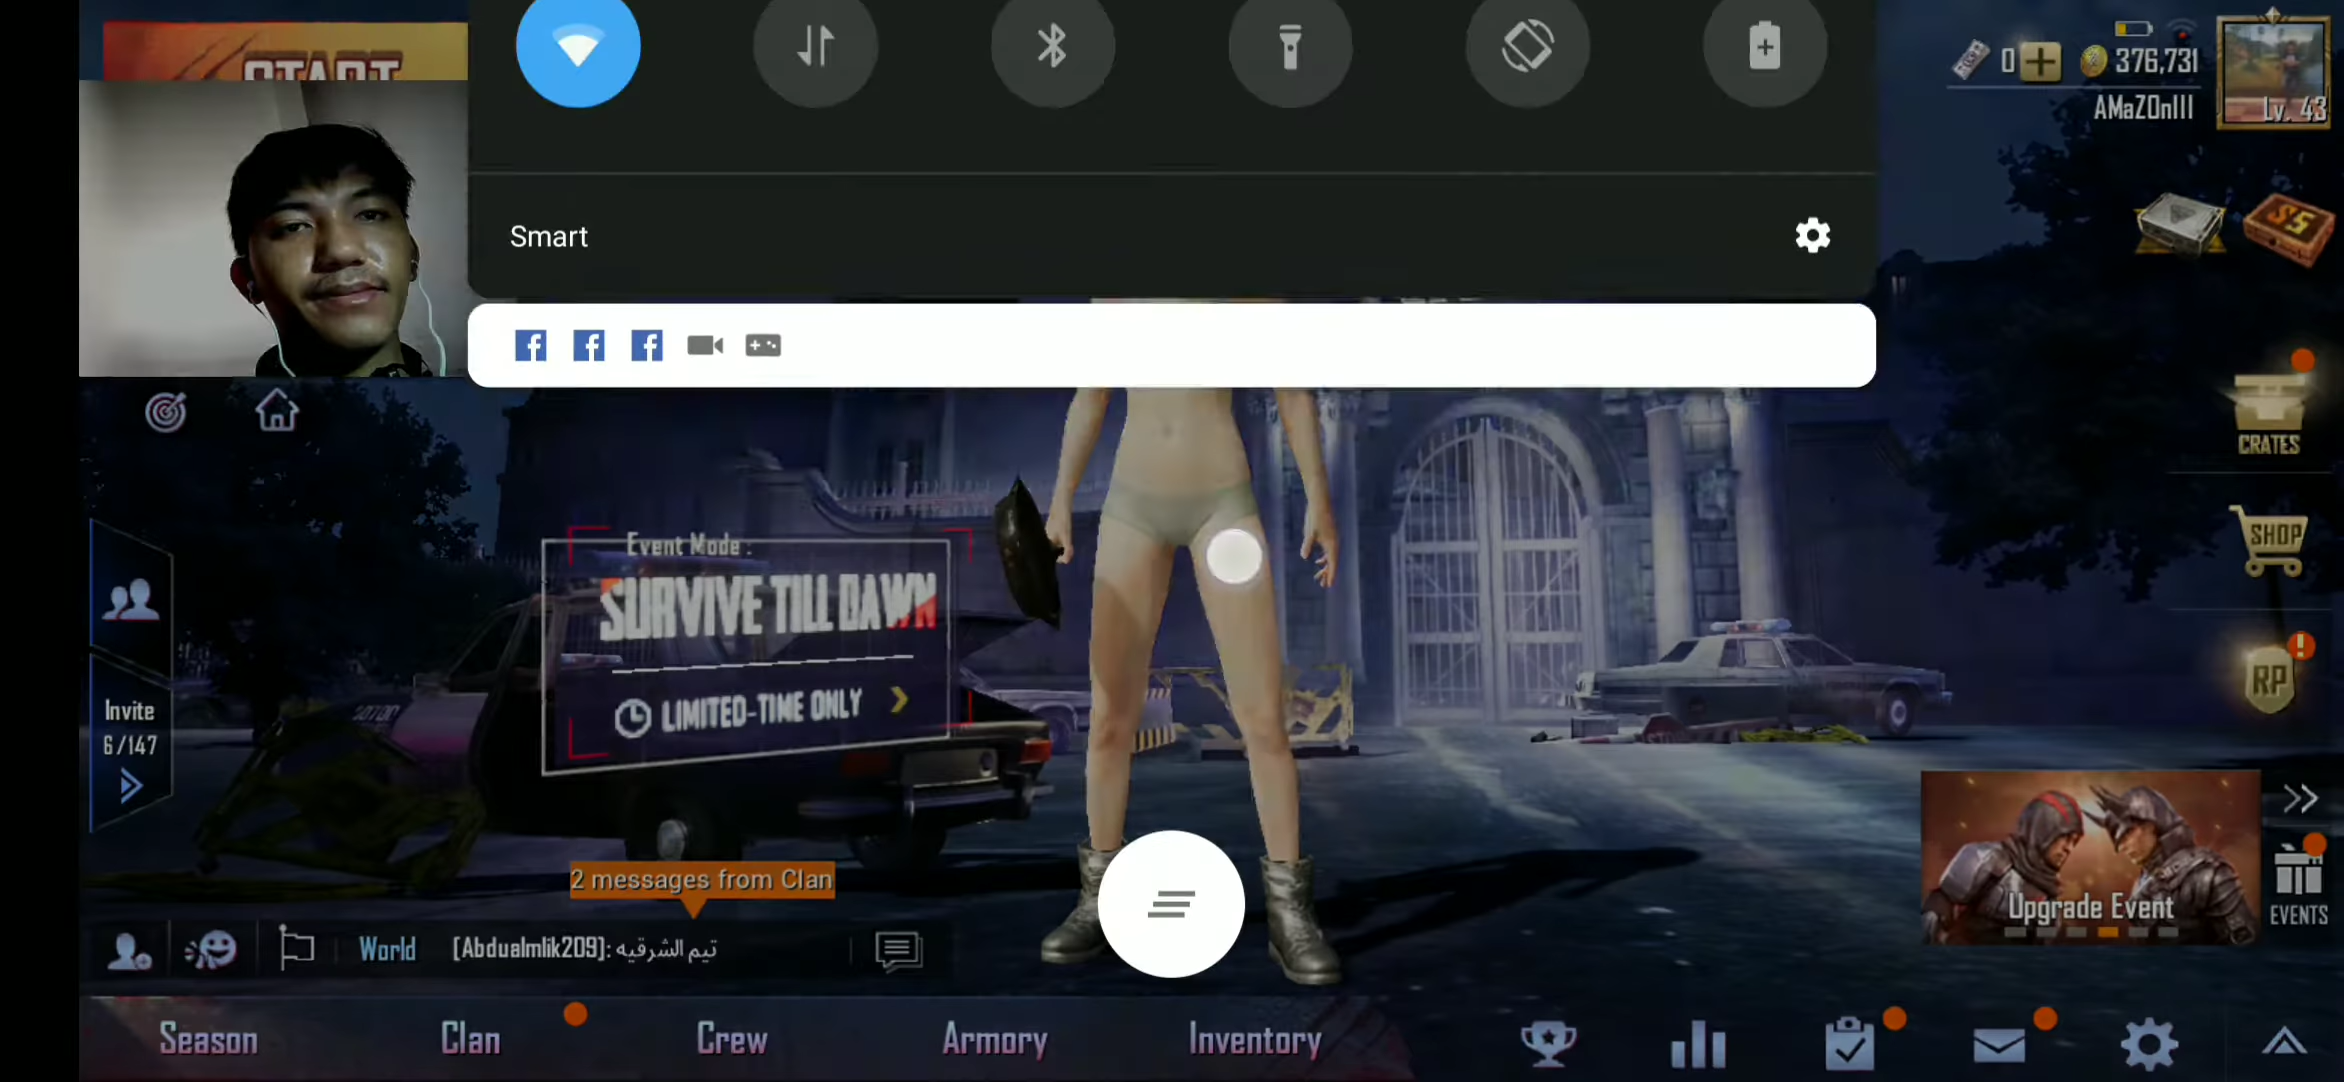 START
0
376,731
AMaZOnIII
Lv. 43
S5
Smart
CRATES
SHOP
Event Mode :
SURVIVE TILL DAWN
LIMITED-TIME ONLY
RP
Invite
6/147
2 messages from Clan
Upgrade Event
EVENTS
World
[Abdualmlik209]: تيم الشرقيه
Season
Clan
Crew
Armory
Inventory